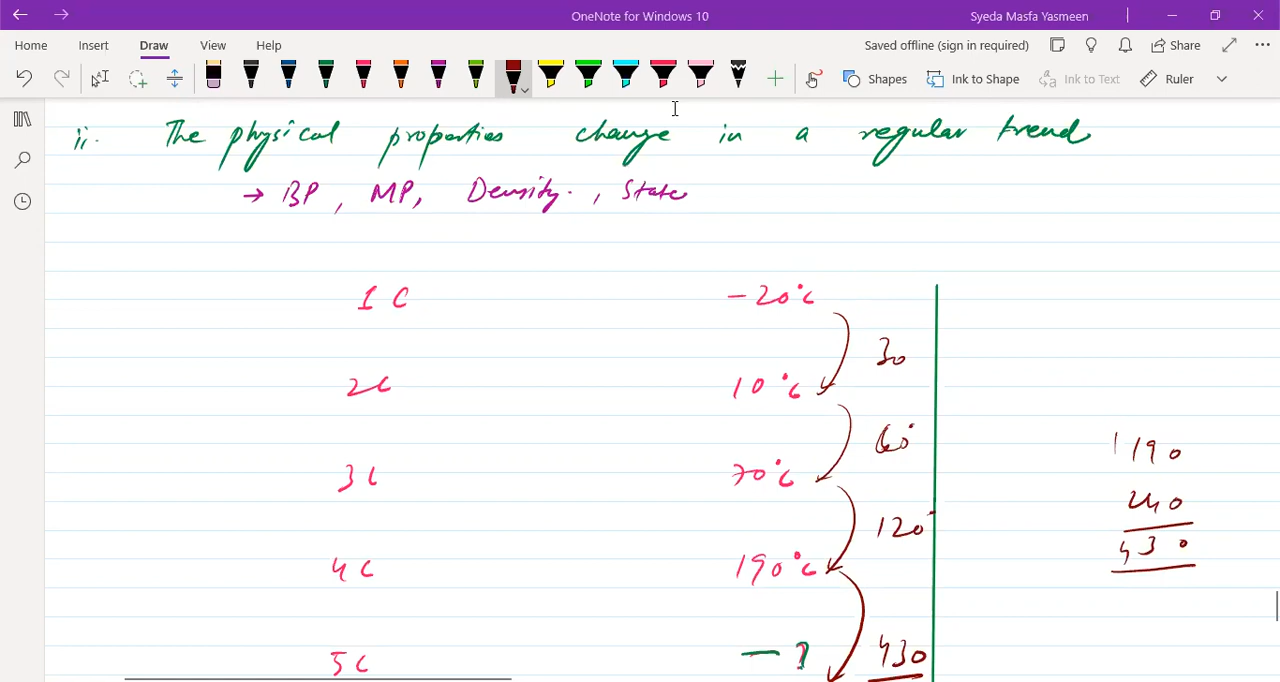 OneNote for Windows 10
Syeda Masfa Yasmeen
Home Insert Draw View Help
Saved offline (sign in required) Share
Shapes Ink to Shape Ink to Text Ruler
ii. The physical properties change in a regular trend
→ BP, MP, Density., State
1C -20°C
30
2C 10°C
60°
3C 70°C
120°
4C 190°C
5C — ? 430
1190
240
430